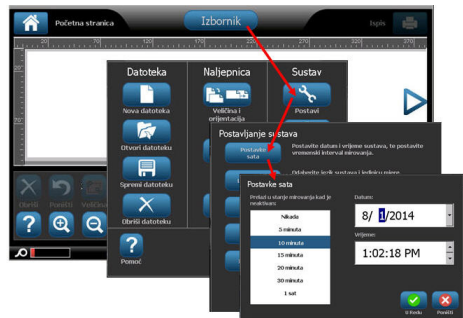 Početna stranica
Izbornik
Ispis
Datoteka
Naljepnica
Sustav
Nova datoteka
Veličina i
orijentacija
Postavi
Otvori datoteku
Spremi datoteku
Obriši datoteku
Pomoć
Obriši
Poništi
Veličina
Postavljanje sustava
Postavke
sata
Postavite datum i vrijeme sustava, te postavite
vremenski interval mirovanja.
Odaberite jezik sustava i jedinicu mjere.
Postavke sata
Prelazi u stanje mirovanja kad je
neaktivan:
Nikada
5 minuta
10 minuta
15 minuta
20 minuta
30 minuta
1 sat
Datum:
8/ 1/2014
Vrijeme:
1:02:18 PM
U Redu
Poništi